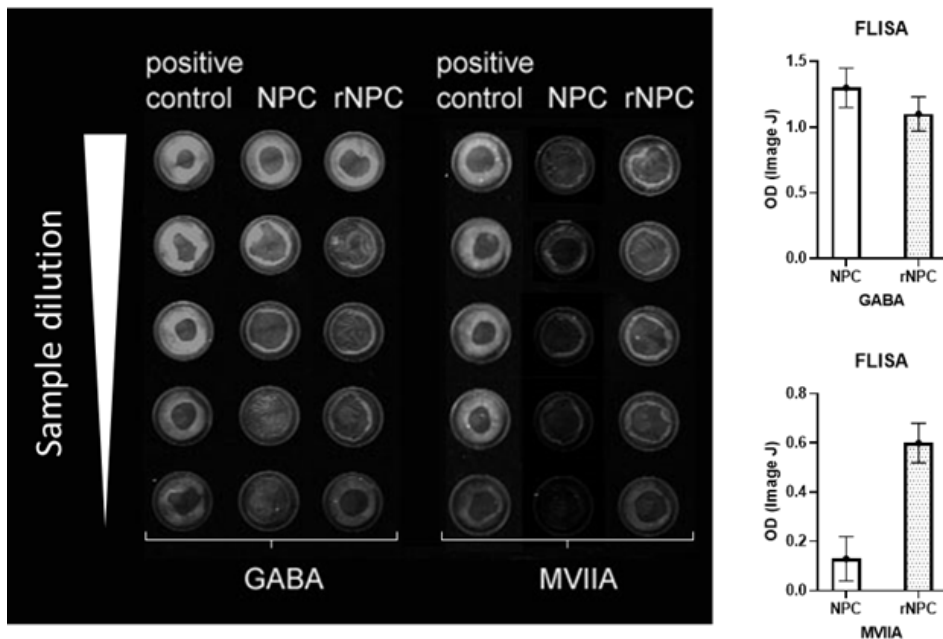 positive
control
NPC
rNPC
positive
control
NPC
rNPC
Sample dilution
GABA
MVIIA
FLISA
1.5
1.0
0.5
0.0
OD (Image J)
NPC
rNPC
GABA
FLISA
0.8
0.6
0.4
0.2
0.0
OD (Image J)
NPC
rNPC
MVIIA